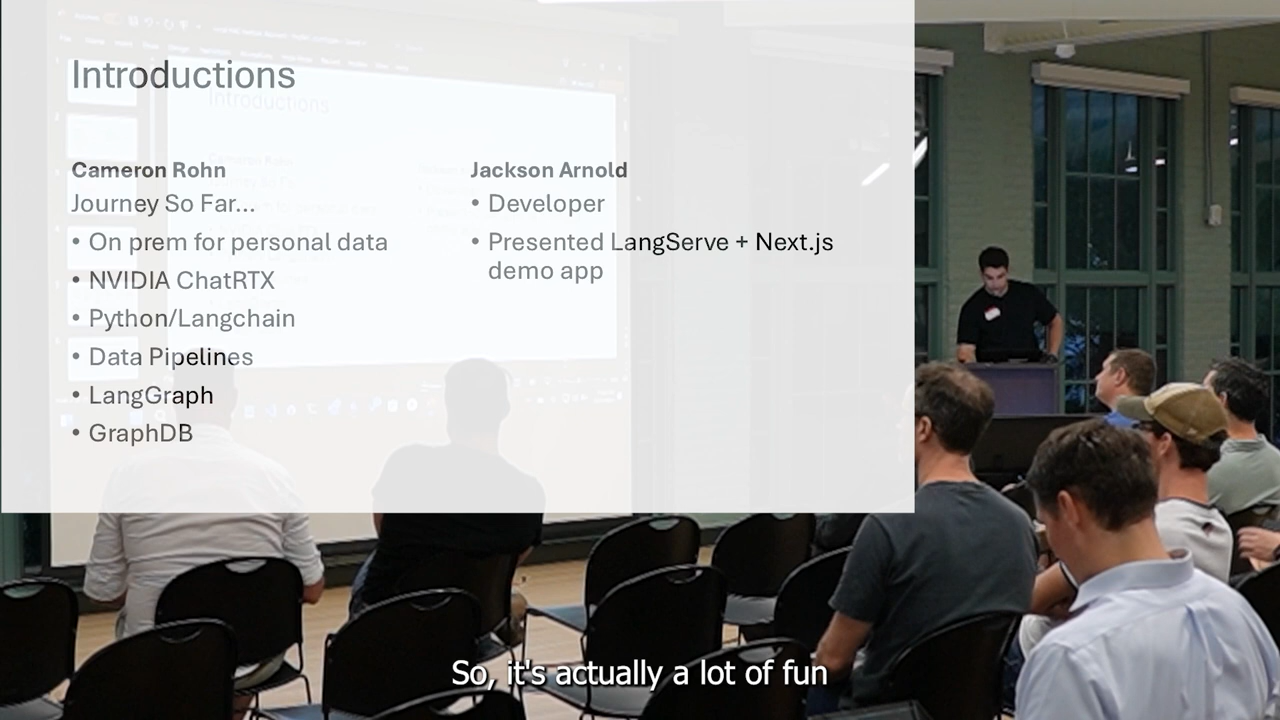 Introductions
Cameron Rohn
Journey So Far...
• On prem for personal data
• NVIDIA ChatRTX
• Python/Langchain
• Data Pipelines
• LangGraph
• GraphDB
Jackson Arnold
• Developer
• Presented LangServe + Next.js
demo app
Introductions
So, it's actually a lot of fun